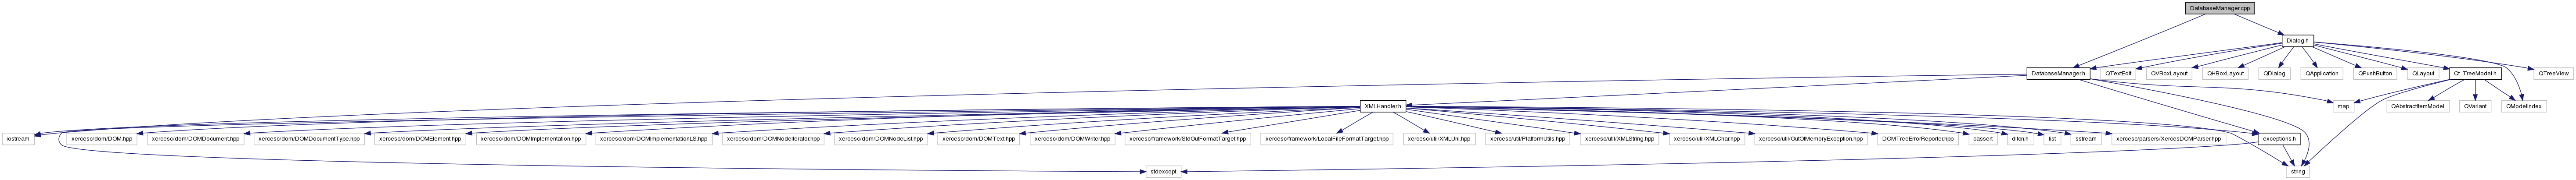 DatabaseManager.cpp
Dialog.h
DatabaseManager.h
QTextEdit
QVBoxLayout
QHBoxLayout
QDialog
QApplication
QPushButton
QLayout
Qt_TreeModel.h
QTreeView
XMLHandler.h
map
QAbstractItemModel
QVariant
QModelIndex
iostream
xercesc/dom/DOM.hpp
xercesc/dom/DOMDocument.hpp
xercesc/dom/DOMDocumentType.hpp
xercesc/dom/DOMElement.hpp
xercesc/dom/DOMImplementation.hpp
xercesc/dom/DOMImplementationLS.hpp
xercesc/dom/DOMNodeIterator.hpp
xercesc/dom/DOMNodeList.hpp
xercesc/dom/DOMText.hpp
xercesc/dom/DOMWriter.hpp
xercesc/framework/StdOutFormatTarget.hpp
xercesc/framework/LocalFileFormatTarget.hpp
xercesc/util/XMLUni.hpp
xercesc/util/PlatformUtils.hpp
xercesc/util/XMLString.hpp
xercesc/util/XMLChar.hpp
xercesc/util/OutOfMemoryException.hpp
DOMTreeErrorReporter.hpp
cassert
dlfcn.h
list
sstream
xercesc/parsers/XercesDOMParser.hpp
exceptions.h
stdexcept
string